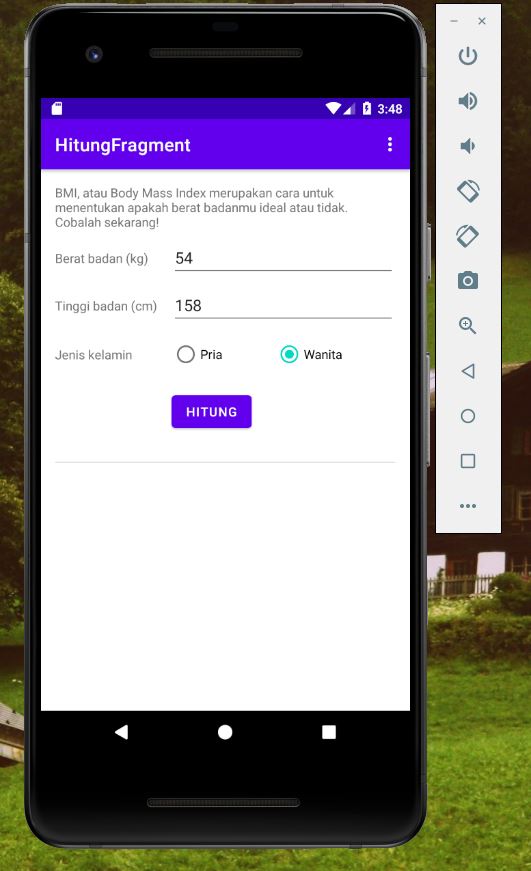 3:48
HitungFragment
BMI, atau Body Mass Index merupakan cara untuk
menentukan apakah berat badanmu ideal atau tidak.
Cobalah sekarang!
Berat badan (kg) 54
Tinggi badan (cm) 158
Jenis kelamin Pria Wanita
HITUNG